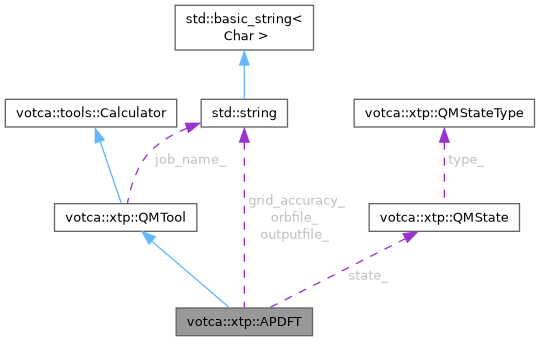 std::basic_string<
Char >
votca::tools::Calculator
std::string
votca::xtp::QMStateType
job_name_
type_
grid_accuracy_
orbfile_
outputfile_
votca::xtp::QMTool
votca::xtp::QMState
state_
votca::xtp::APDFT